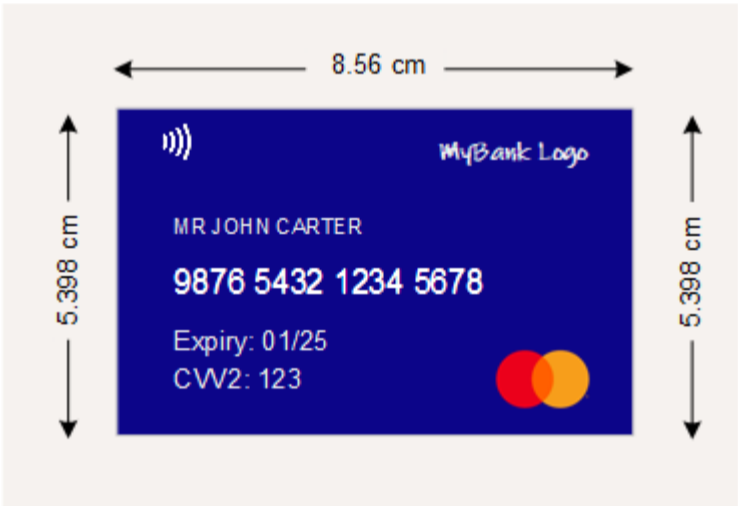 8.56 cm
5.398 cm
MyBank Logo
MR JOHN CARTER
9876 5432 1234 5678
Expiry: 01/25
CVV2: 123
5.398 cm